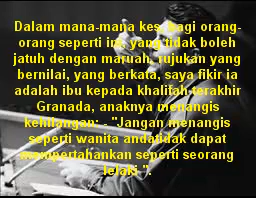 Dalam mana-mana kes, bagi orang-
orang seperti ini, yang tidak boleh
jatuh dengan maruah, rujukan yang
bernilai, yang berkata, saya fikir ia
adalah ibu kepada khalifah terakhir
Granada, anaknya menangis
kehilangan: - "Jangan menangis
seperti wanita andatidak dapat
mempertahankan seperti seorang
lelaki ".